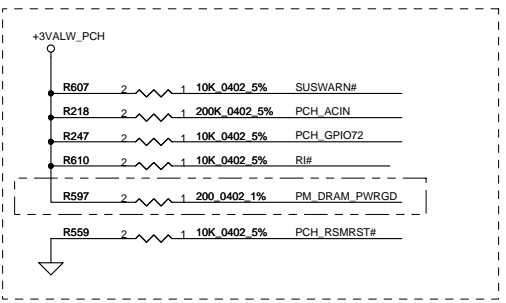 +3VALW_PCH
R607 2 1 10K_0402_5% SUSWARN#
R218 2 1 200K_0402_5% PCH_ACIN
R247 2 1 10K_0402_5% PCH_GPIO72
R610 2 1 10K_0402_5% RI#
R597 2 1 200_0402_1% PM_DRAM_PWRGD
R559 2 1 10K_0402_5% PCH_RSMRST#